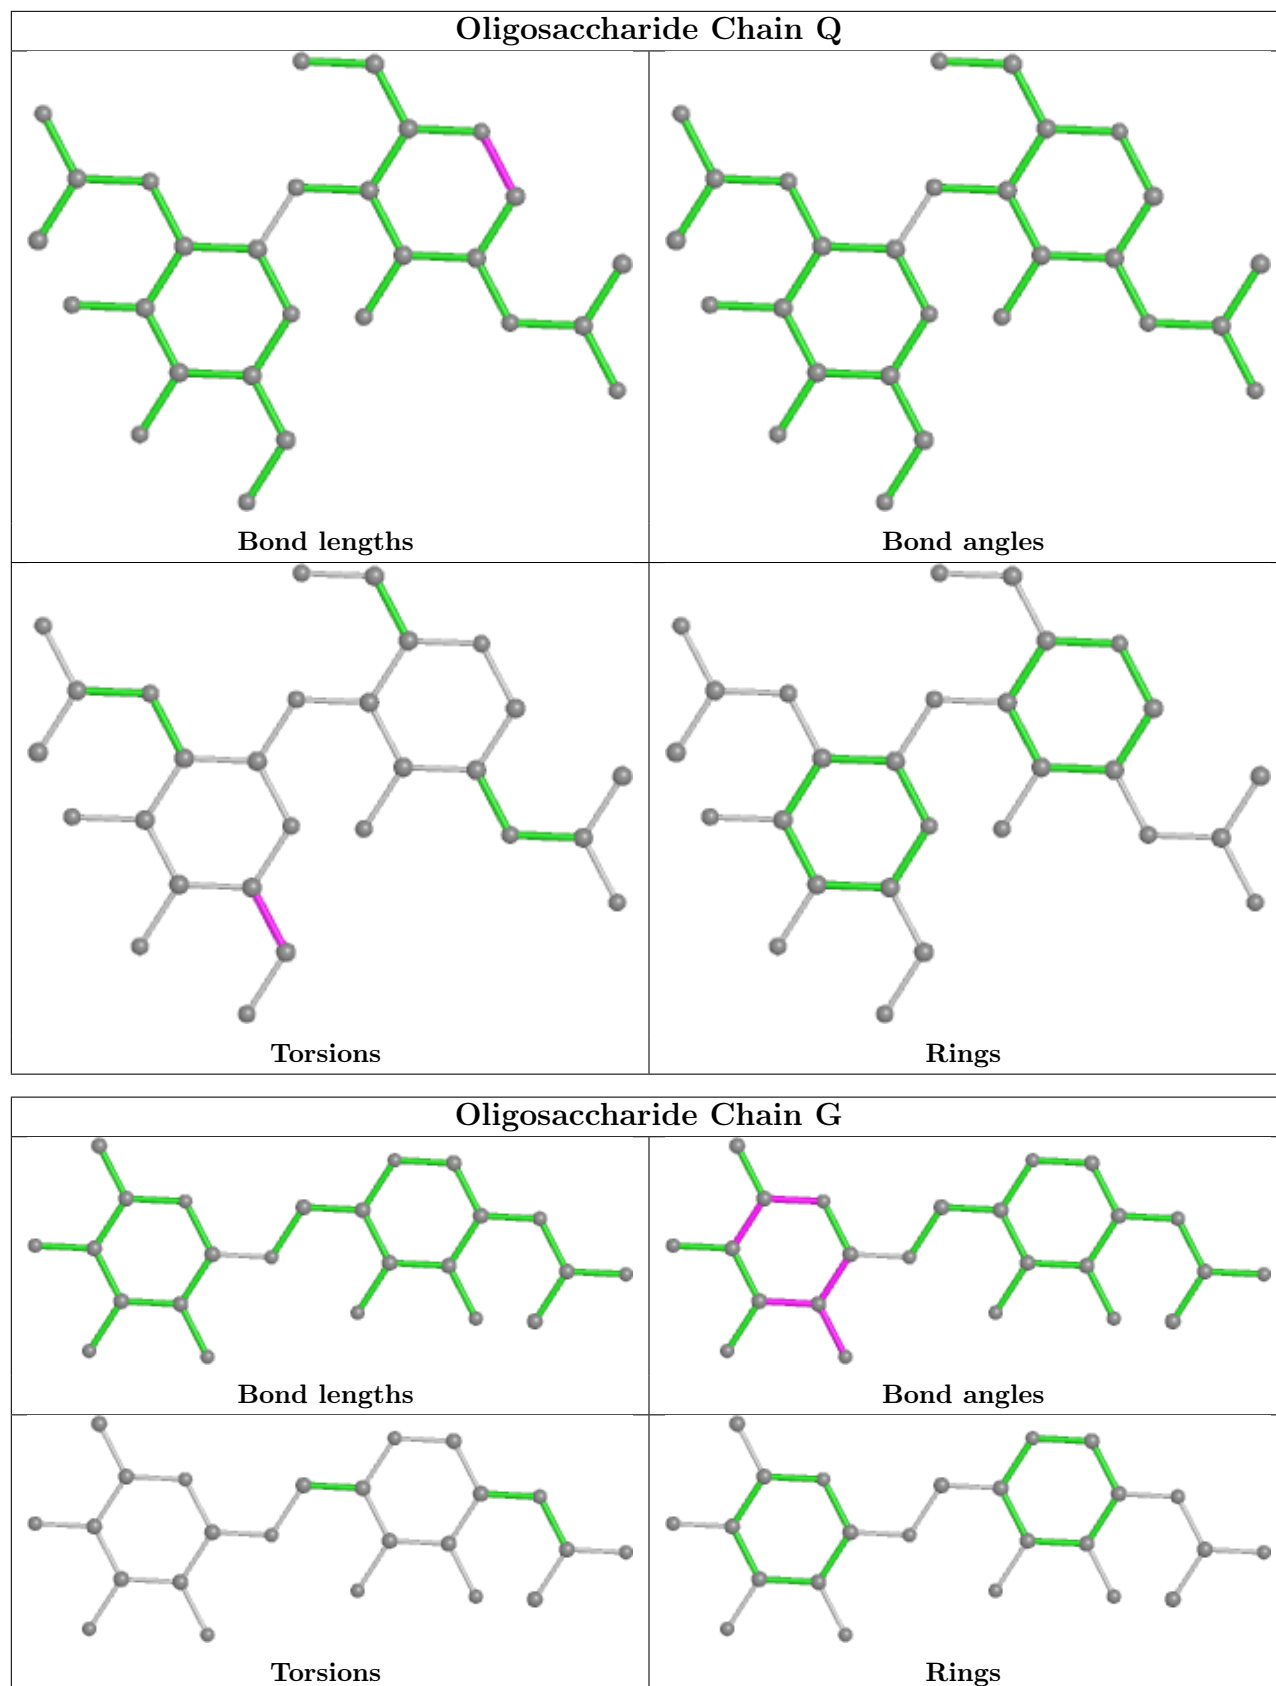 Oligosaccharide Chain Q
Bond lengths
Bond angles
Torsions
Rings
Oligosaccharide Chain G
Bond lengths
Bond angles
Torsions
Rings